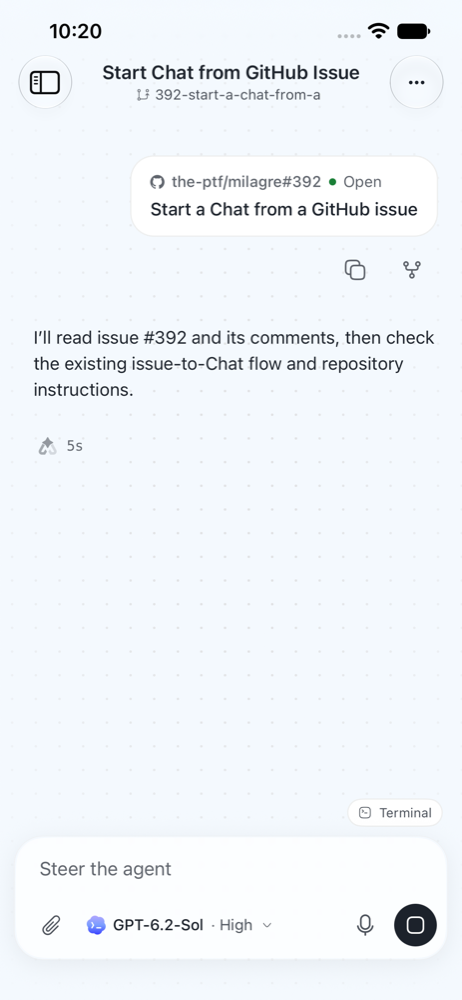 10:20
Start Chat from GitHub Issue
392-start-a-chat-from-a
the-ptf/milagre#392 Open
Start a Chat from a GitHub issue
I'll read issue #392 and its comments, then check
the existing issue-to-Chat flow and repository
instructions.
5s
Terminal
Steer the agent
GPT-6.2-Sol · High